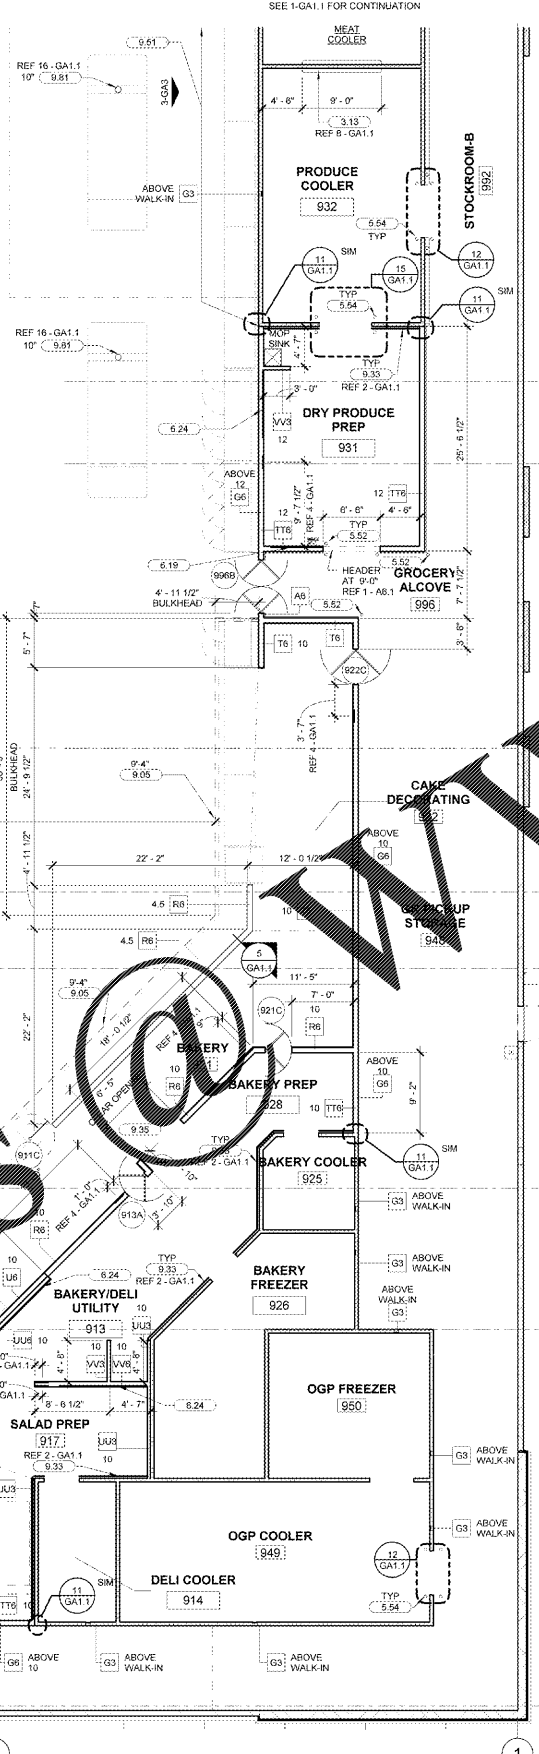 SEE 1-GA1.1 FOR CONTINUATION
MEAT
COOLER
9.51
REF 16 - GA1.1
10" 9.81
3-GA3
4' - 6" 9' - 0"
3.13
REF 8 - GA1.1
STOCKROOM-B
992
PRODUCE
COOLER
932
ABOVE
WALK-IN G3
5.54
TYP
12
GA1.1
SIM
11
GA1.1
15
GA1.1
SIM
11
GA1.1
TYP
5.54
REF 16 - GA1.1
10" 9.81
MOP
SINK
4' - 7"
TYP
9.33
REF 2 - GA1.1
3' - 0"
VV3
12
6.24
DRY PRODUCE
PREP
931
25' - 6 1/2"
ABOVE
12
G6
12
TT6
9' - 7 1/2"
REF 4 - GA1.1
12 TT6
6' - 6" 4' - 6"
TYP
5.52
6.19
996B
HEADER
AT 9'-0"
REF 1 - A6.1
5.52
GROCERY
ALCOVE
996
7' - 7 1/2"
4' - 11 1/2"
BULKHEAD
A6
5.52
7"
5' - 7"
T6 10
T6
3' - 6"
922C
3' - 7"
REF 4 - GA1.1
BULKHEAD
24' - 9 1/2"
9'-4"
9.05
CAKE
DECORATING
ABOVE
10
G6
4' - 11 1/2"
22' - 2" 12' - 0 1/2"
4.5 R6
10
STORAGE
948
4.5 R6
5
GA1.1
11' - 5"
9'-4"
9.05
7' - 0"
22' - 2"
18' - 0 1/2"
921C
10
R6
BAKERY
10
R6
6' - 5"
BAKERY PREP
928
ABOVE
10
G6
9' - 2"
10 TT6
9.35
911C
TYP
REF 2 - GA1.1
SIM
11
GA1.1
BAKERY COOLER
925
1' - 0"
REF 4 - GA1.1
913A
3' - 10"
10
R6
G3 ABOVE
WALK-IN
10
U6
6.24
TYP
9.33
REF 2 - GA1.1
G3 ABOVE
WALK-IN
BAKERY
FREEZER
926
ABOVE
WALK-IN
G3
BAKERY/DELI
UTILITY
913
10
UU3
UU6 10
4' - 8"
VV3 VV6
4' - 8"
OGP FREEZER
950
8' - 6 1/2" 4' - 7"
6.24
SALAD PREP
917
REF 2 - GA1.1
9.33
UU3
10
G3 ABOVE
WALK-IN
UU3
G3 ABOVE
WALK-IN
OGP COOLER
949
12
GA1.1
DELI COOLER
914
SIM
11
GA1.1
TT6 10
TYP
5.54
G6 ABOVE
10
G3 ABOVE
WALK-IN
G3 ABOVE
WALK-IN
1
@
W